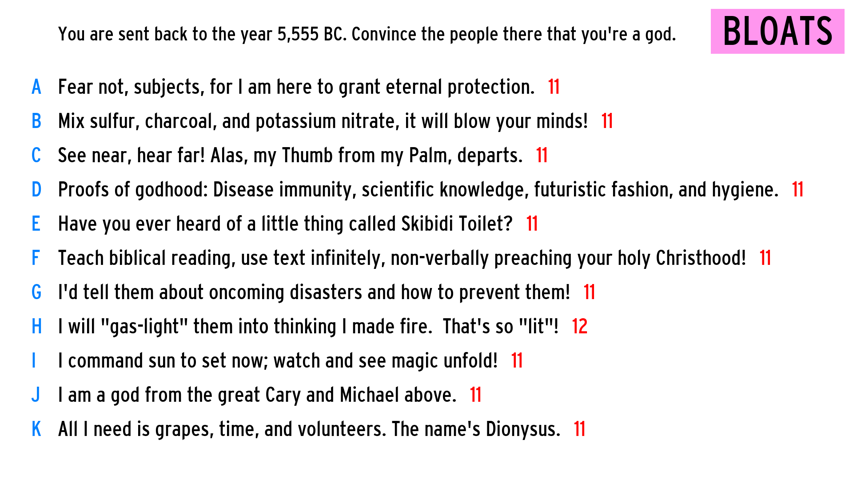 You are sent back to the year 5,555 BC. Convince the people there that you're a god.
BLOATS
A Fear not, subjects, for I am here to grant eternal protection. 11
B Mix sulfur, charcoal, and potassium nitrate, it will blow your minds! 11
C See near, hear far! Alas, my Thumb from my Palm, departs. 11
D Proofs of godhood: Disease immunity, scientific knowledge, futuristic fashion, and hygiene. 11
E Have you ever heard of a little thing called Skibidi Toilet? 11
F Teach biblical reading, use text infinitely, non-verbally preaching your holy Christhood! 11
G I'd tell them about oncoming disasters and how to prevent them! 11
H I will "gas-light" them into thinking I made fire. That's so "lit"! 12
I I command sun to set now; watch and see magic unfold! 11
J I am a god from the great Cary and Michael above. 11
K All I need is grapes, time, and volunteers. The name's Dionysus. 11